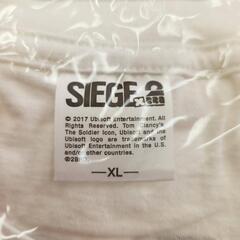 SIEGE
© 2017 Ubisoft Entertainment. All
Rights Reserved. Tom Clancy's
The Soldier Icon, Ubisoft and the
Ubisoft logo are trademarks of
Ubisoft Entertainment in the U.S
and/or other countries.
XL